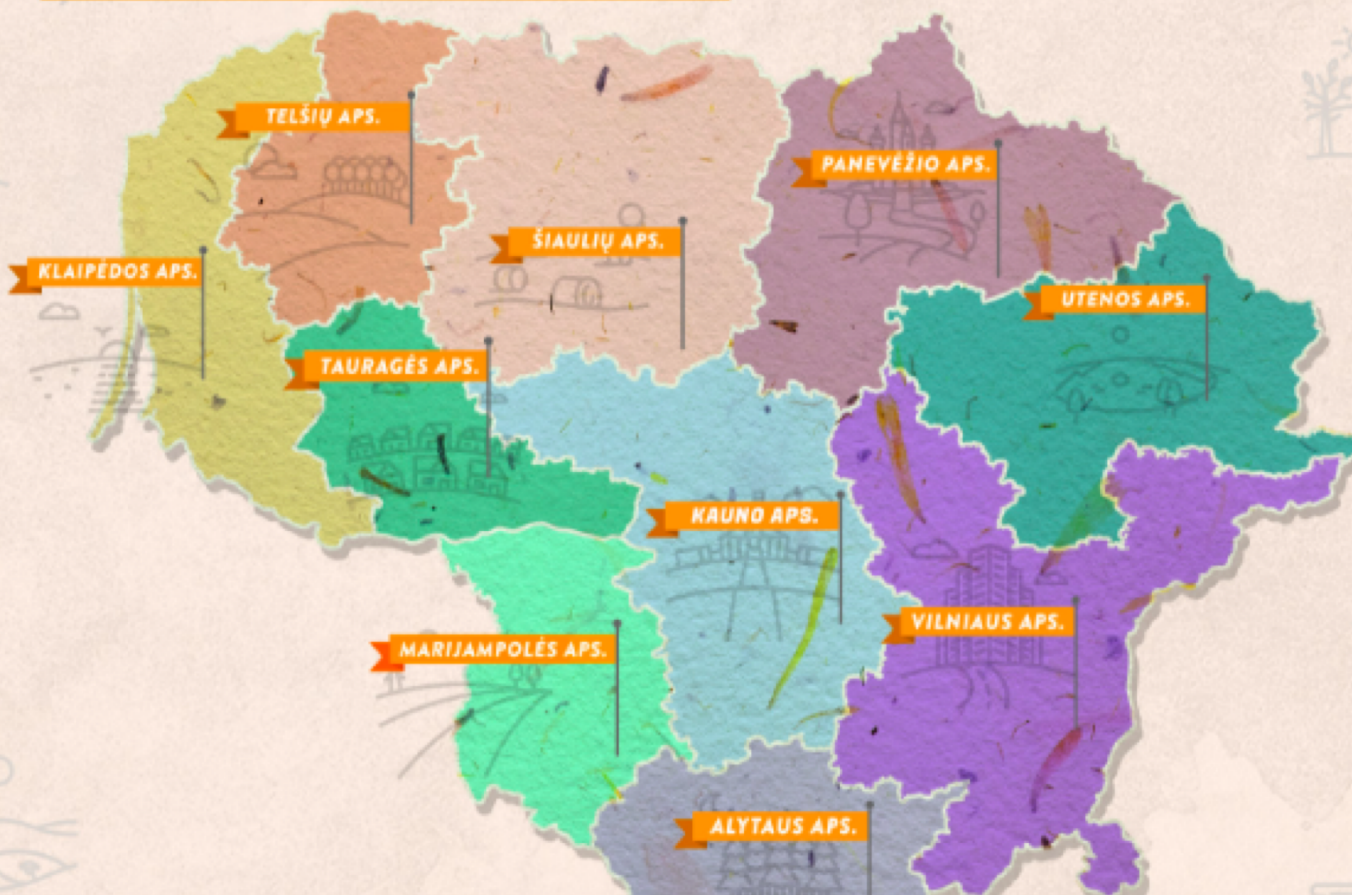 TELŠIŲ APS.
PANEVĖŽIO APS.
ŠIAULIŲ APS.
KLAIPĖDOS APS.
UTENOS APS.
TAURAGĖS APS.
KAUNO APS.
VILNIAUS APS.
MARIJAMPOLĖS APS.
ALYTAUS APS.